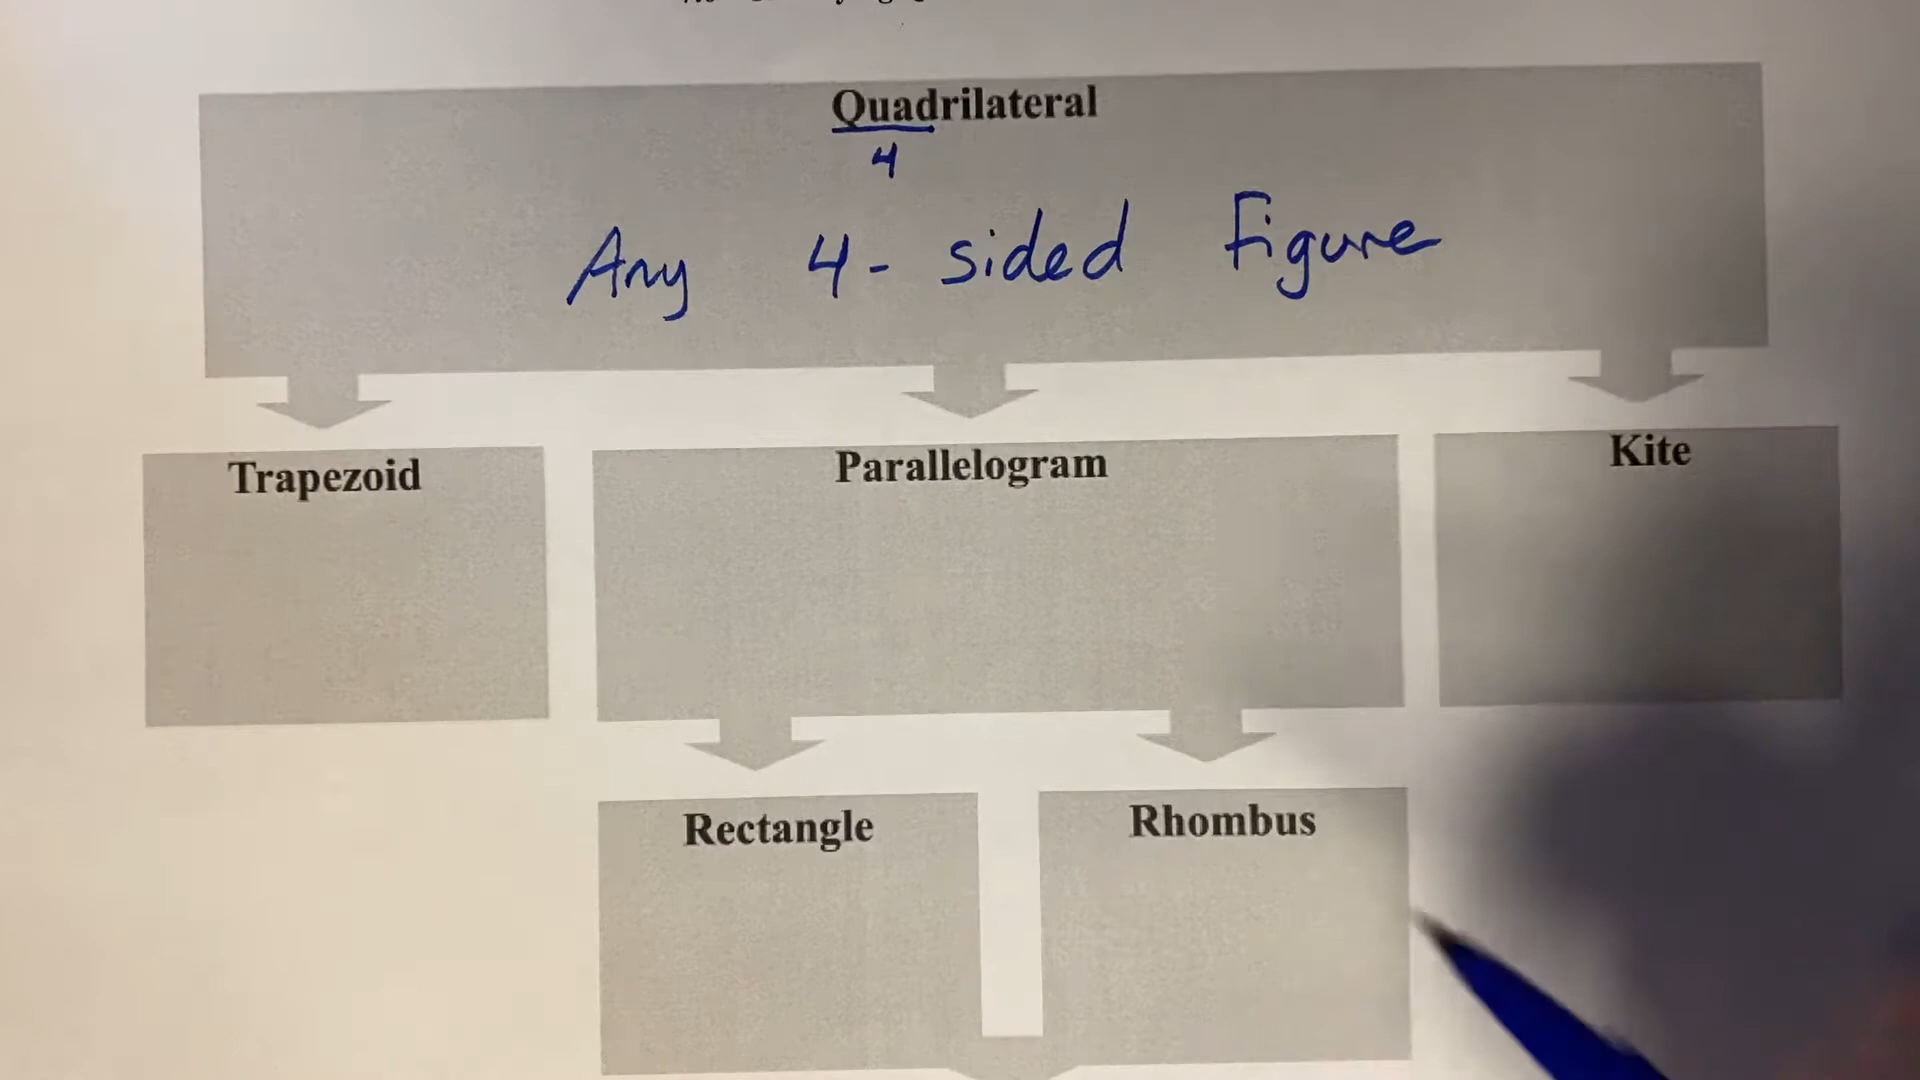 Quadrilateral
4
Any 4- sided figure
Trapezoid
Parallelogram
Kite
Rectangle
Rhombus